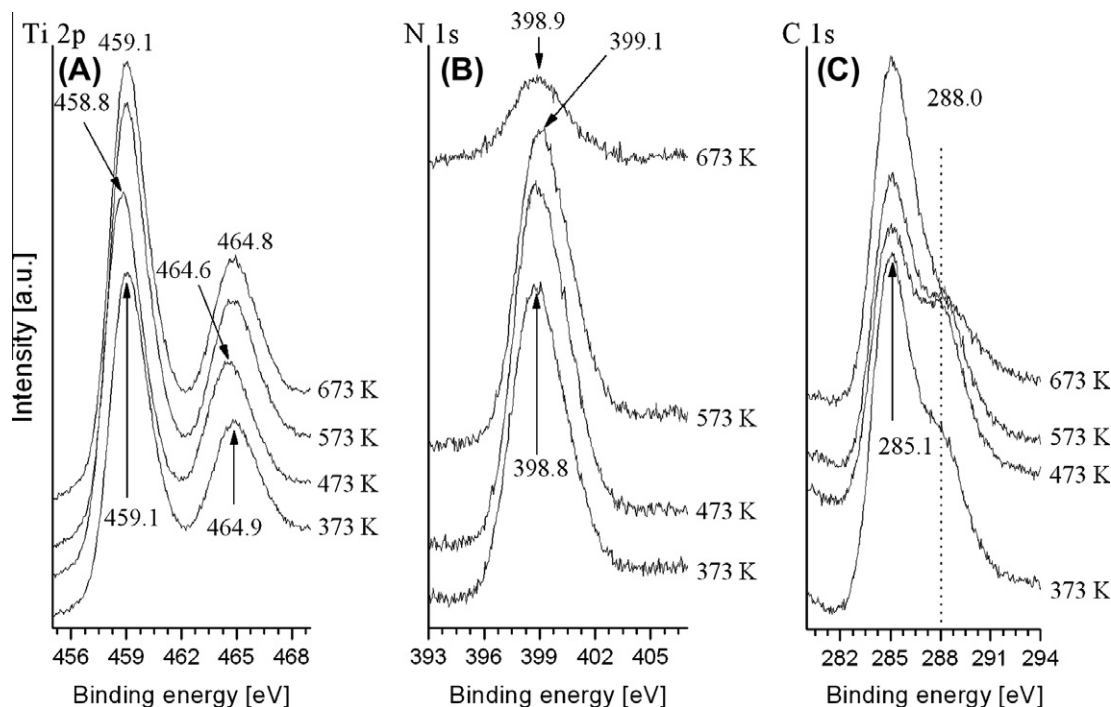 Ti 2p
(A)
459.1
458.8
464.8
464.6
673 K
573 K
473 K
373 K
459.1
464.9
456 459 462 465 468
Binding energy [eV]
Intensity [a.u.]
N 1s
(B)
398.9
399.1
673 K
573 K
398.8
473 K
373 K
393 396 399 402 405
Binding energy [eV]
C 1s
(C)
288.0
673 K
573 K
285.1
473 K
373 K
282 285 288 291 294
Binding energy [eV]